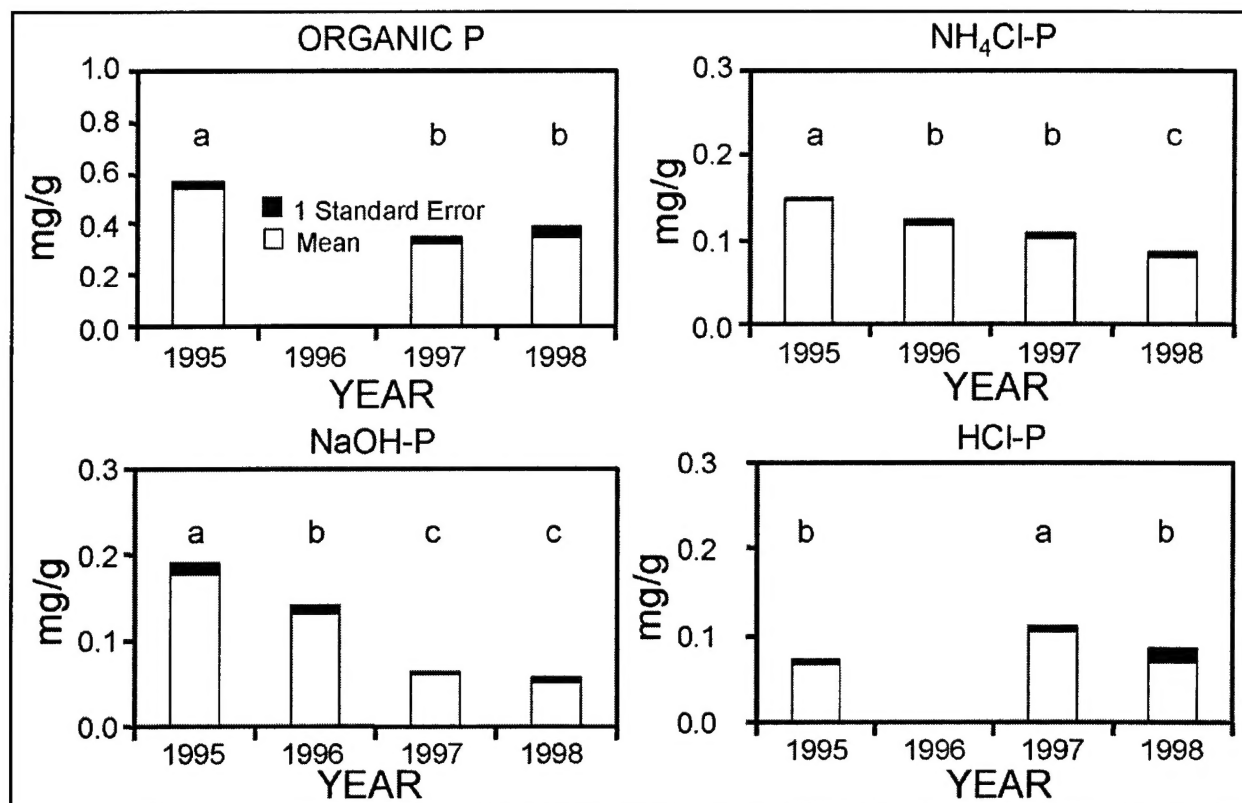 ORGANIC P
1.0
0.8
0.6
0.4
0.2
0.0
mg/g
a
b
b
1 Standard Error
Mean
1995
1996
1997
1998
YEAR
NH₄Cl-P
0.3
0.2
0.1
0.0
mg/g
a
b
b
c
1995
1996
1997
1998
YEAR
NaOH-P
0.3
0.2
0.1
0.0
mg/g
a
b
c
c
1995
1996
1997
1998
YEAR
HCl-P
0.3
0.2
0.1
0.0
mg/g
b
a
b
1995
1996
1997
1998
YEAR